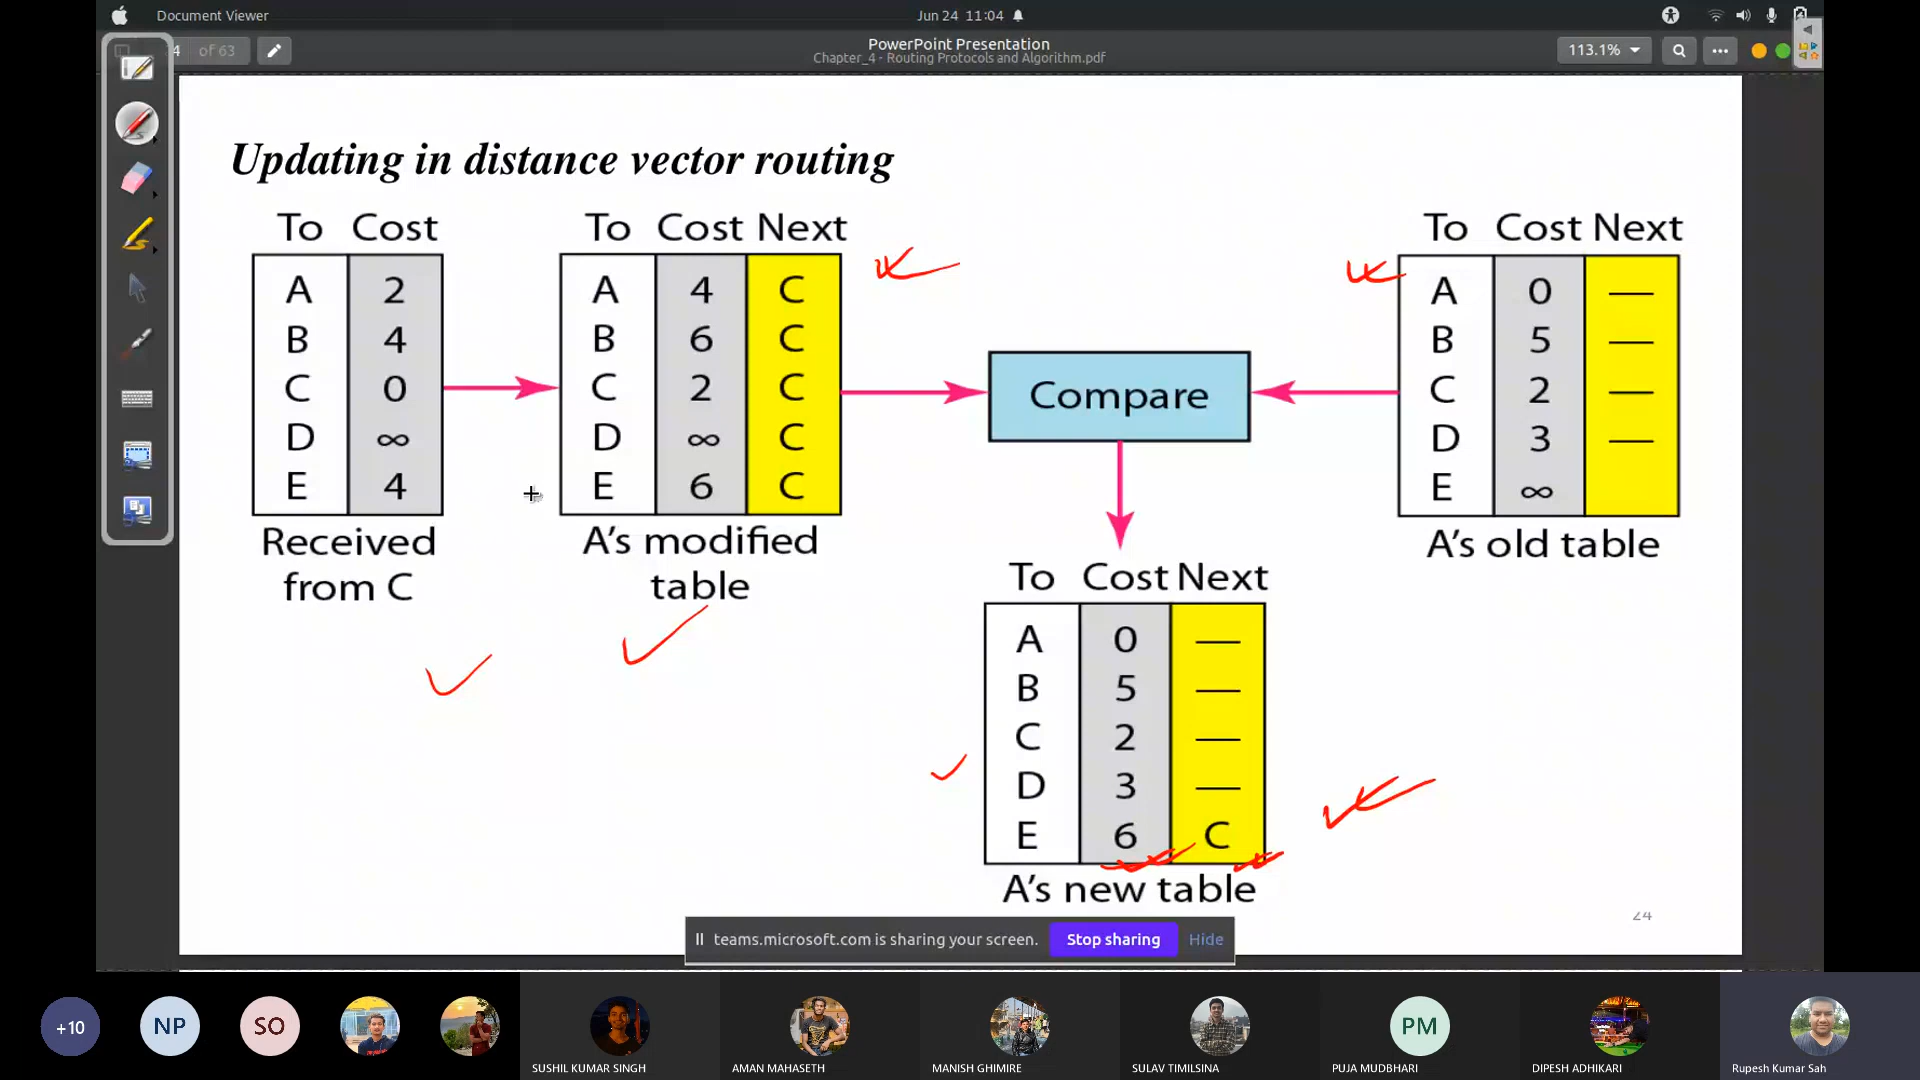 Document Viewer
Jun 24 11:04
4 of 63
PowerPoint Presentation
Chapter_4 - Routing Protocols and Algorithm.pdf
113.1%
Updating in distance vector routing
To Cost
A 2
B 4
C 0
D ∞
E 4
Received
from C
To Cost Next
A 4 C
B 6 C
C 2 C
D ∞ C
E 6 C
A's modified
table
Compare
To Cost Next
A 0 —
B 5 —
C 2 —
D 3 —
E ∞
A's old table
To Cost Next
A 0 —
B 5 —
C 2 —
D 3 —
E 6 C
A's new table
24
teams.microsoft.com is sharing your screen.
Stop sharing
Hide
+10
NP
SO
PM
SUSHIL KUMAR SINGH
AMAN MAHASETH
MANISH GHIMIRE
SULAV TIMILSINA
PUJA MUDBHARI
DIPESH ADHIKARI
Rupesh Kumar Sah